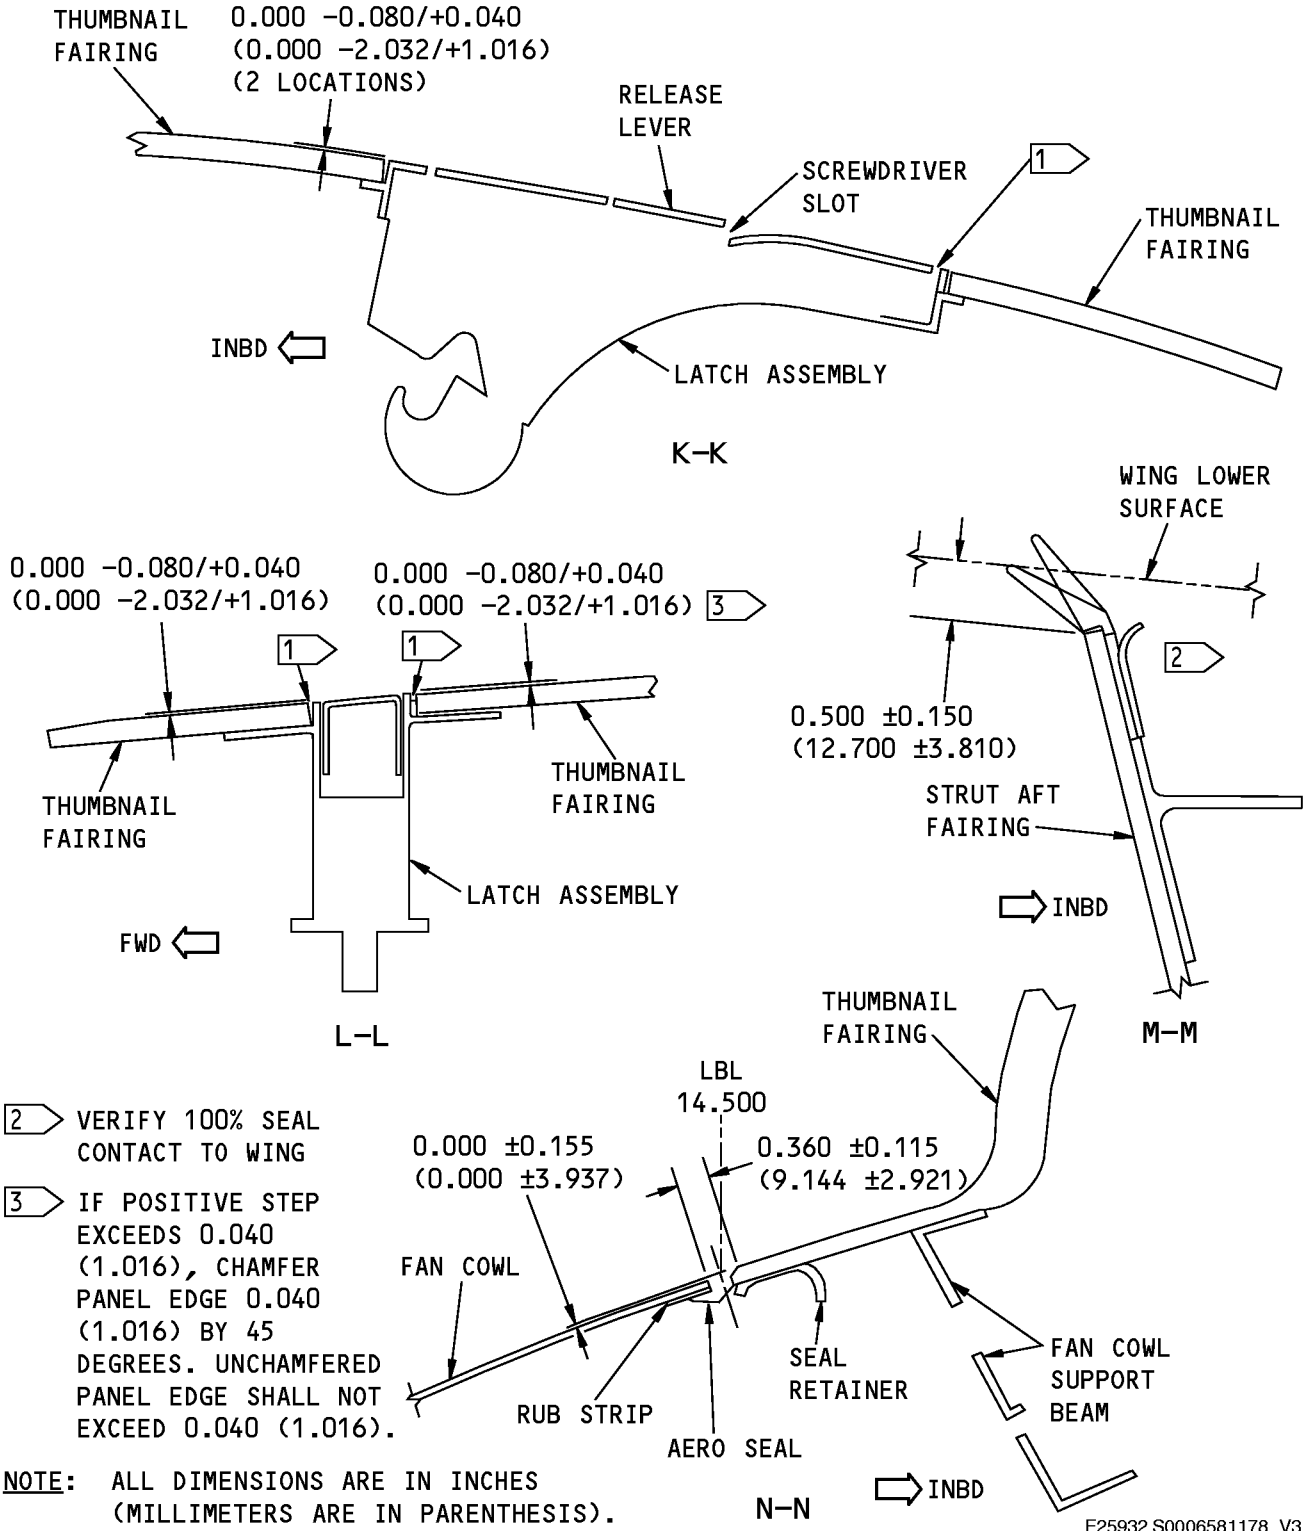 THUMBNAIL
FAIRING
0.000 -0.080/+0.040
(0.000 -2.032/+1.016)
(2 LOCATIONS)
RELEASE
LEVER
SCREWDRIVER
SLOT
1
THUMBNAIL
FAIRING
INBD
LATCH ASSEMBLY
K-K
WING LOWER
SURFACE
0.000 -0.080/+0.040
(0.000 -2.032/+1.016)
0.000 -0.080/+0.040
(0.000 -2.032/+1.016)
3
1
1
2
0.500 ±0.150
(12.700 ±3.810)
THUMBNAIL
FAIRING
THUMBNAIL
FAIRING
STRUT AFT
FAIRING
LATCH ASSEMBLY
INBD
FWD
L-L
M-M
THUMBNAIL
FAIRING
LBL
14.500
2
VERIFY 100% SEAL
CONTACT TO WING
0.000 ±0.155
(0.000 ±3.937)
0.360 ±0.115
(9.144 ±2.921)
3
IF POSITIVE STEP
EXCEEDS 0.040
(1.016), CHAMFER
PANEL EDGE 0.040
(1.016) BY 45
DEGREES. UNCHAMFERED
PANEL EDGE SHALL NOT
EXCEED 0.040 (1.016).
FAN COWL
RUB STRIP
AERO SEAL
SEAL
RETAINER
FAN COWL
SUPPORT
BEAM
NOTE: ALL DIMENSIONS ARE IN INCHES
(MILLIMETERS ARE IN PARENTHESIS).
N-N
INBD
F25932 S0006581178_V3